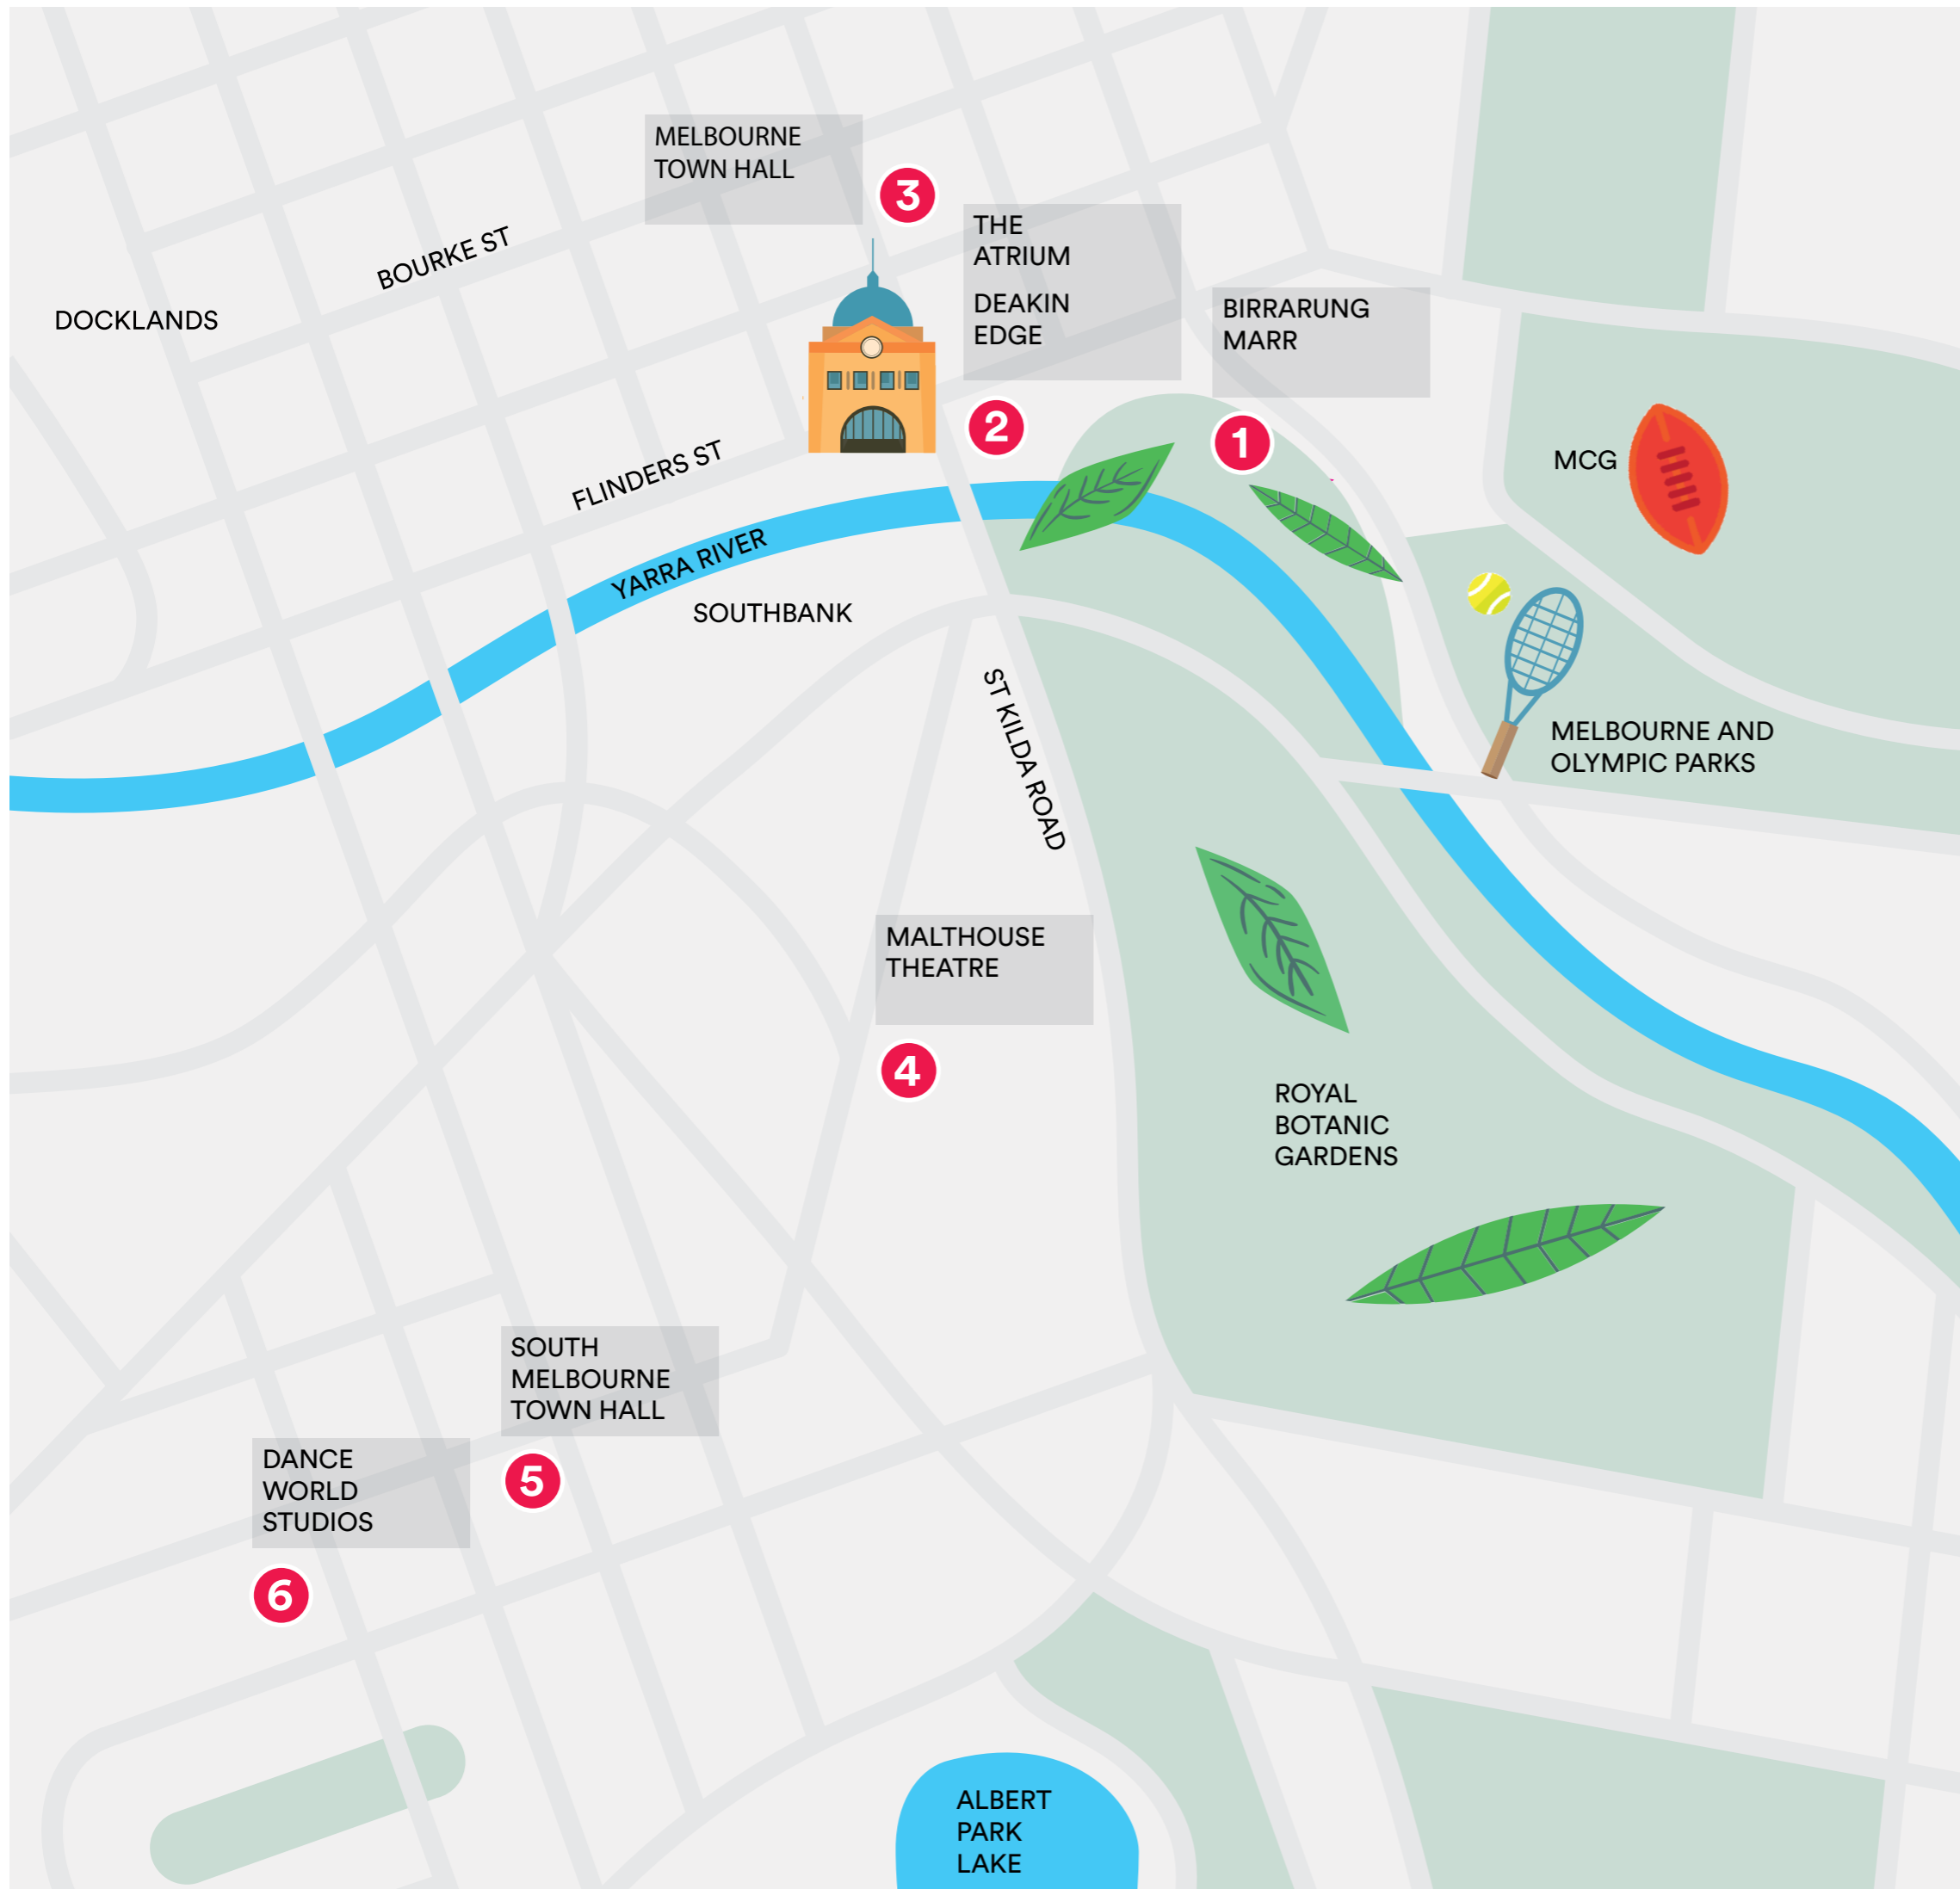 MELBOURNE
TOWN HALL
3
THE
ATRIUM
DEAKIN
EDGE
BOURKE ST
DOCKLANDS
BIRRARUNG
MARR
2
1
MCG
FLINDERS ST
YARRA RIVER
SOUTHBANK
ST KILDA ROAD
MELBOURNE AND
OLYMPIC PARKS
MALTHOUSE
THEATRE
4
ROYAL
BOTANIC
GARDENS
SOUTH
MELBOURNE
TOWN HALL
5
DANCE
WORLD
STUDIOS
6
ALBERT
PARK
LAKE